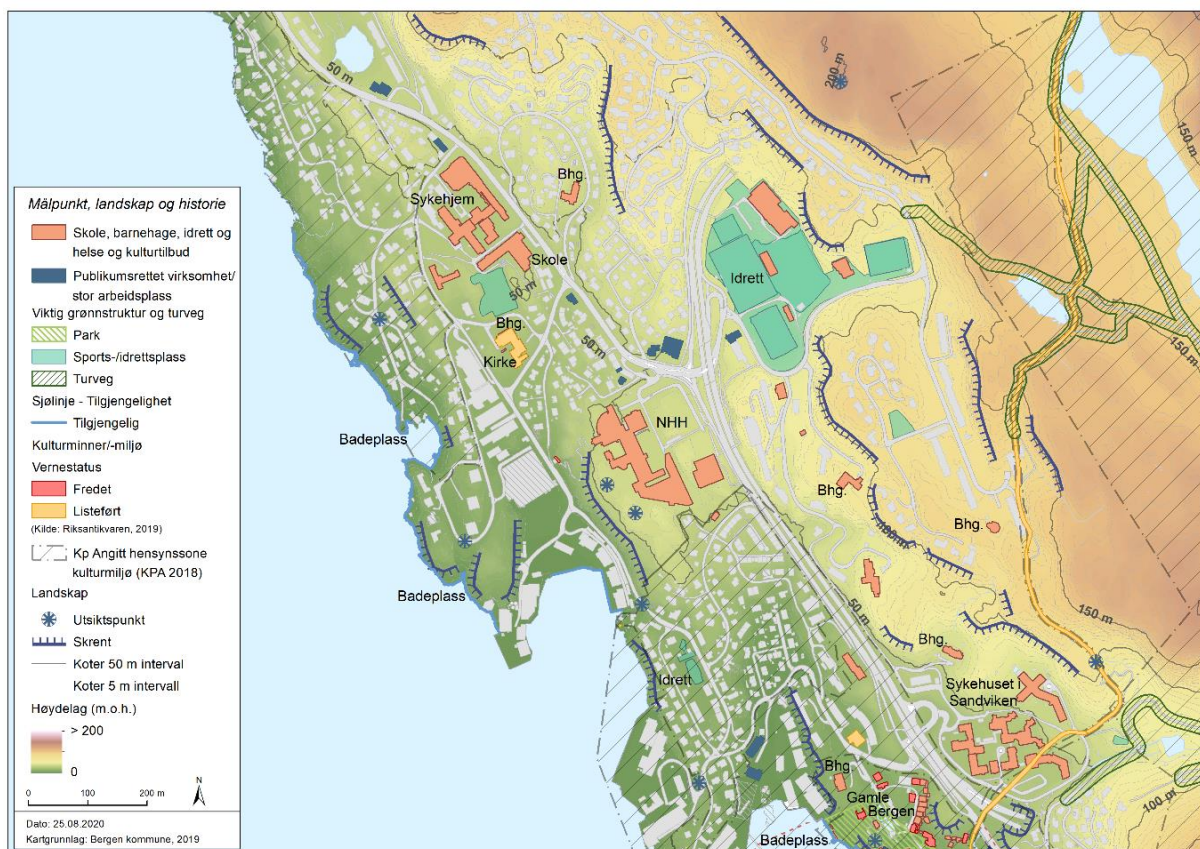 Målpunkt, landskap og historie
Skole, barnehage, idrett og
helse og kulturtilbud
Publikumsrettet virksomhet/
stor arbeidsplass
Viktig grønnstruktur og turveg
Park
Sports-/idrettsplass
Turveg
Sjølinje - Tilgjengelighet
Tilgjengelig
Kulturminner/-miljø
Vernestatus
Fredet
Listeført
(Kilde: Riksantikvaren, 2019)
Kp Angitt hensynssone
kulturmiljø (KPA 2018)
Landskap
Utsiktspunkt
Skrent
Koter 50 m interval
Koter 5 m intervall
Høydelag (m.o.h.)
> 200
0
N
0 100 200 m
Dato: 25.08.2020
Kartgrunnlag: Bergen kommune, 2019
50 m
200 m
150 m
Bhg.
Sykehjem
Skole
50 m
Idrett
150 m
Bhg.
Kirke
50 m
Badeplass
NHH
Bhg.
100 m
Bhg.
Badeplass
50 m
150 m
Bhg.
Idrett
Sykehuset i
Sandviken
Bhg.
Gamle
Bergen
100 m
Badeplass